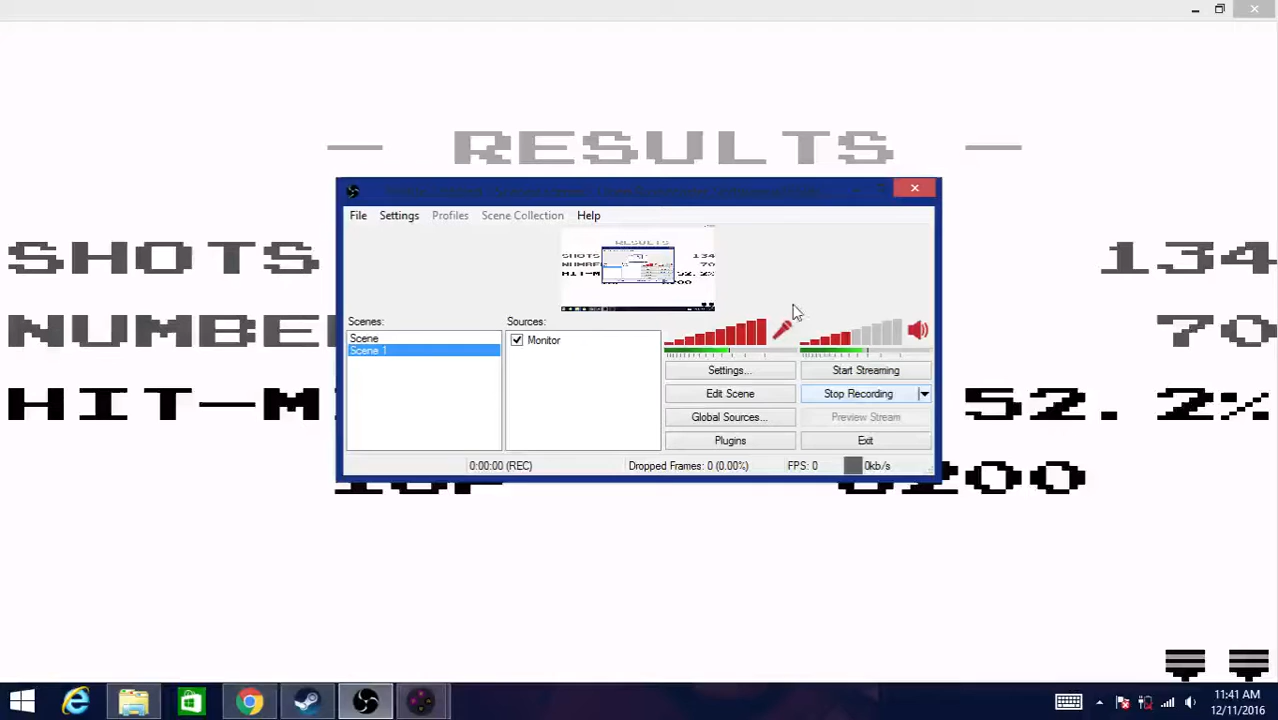 — RESULTS —
File Settings Profiles Scene Collection Help
SHOTS 134
NUMBE 70
HIT-M 52.2%
Scenes: Sources:
Scene
Scene 1
Monitor
Settings... Start Streaming
Edit Scene Stop Recording
Global Sources... Preview Stream
Plugins Exit
0:00:00 (REC) Dropped Frames: 0 (0.00%) FPS: 0 0kb/s
200
11:41 AM
12/11/2016